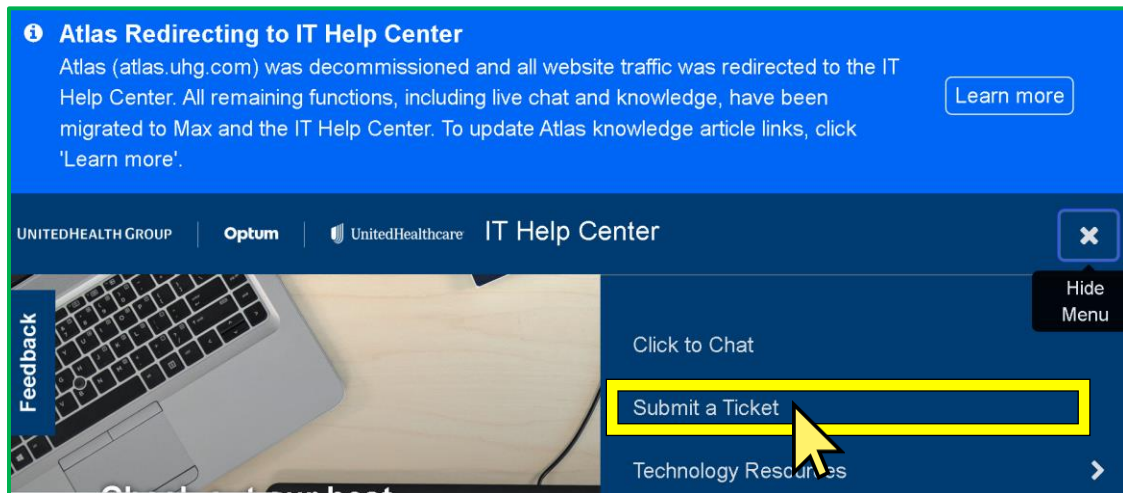 Atlas Redirecting to IT Help Center
Atlas (atlas.uhg.com) was decommissioned and all website traffic was redirected to the IT
Help Center. All remaining functions, including live chat and knowledge, have been
migrated to Max and the IT Help Center. To update Atlas knowledge article links, click
'Learn more'.
Learn more
UNITEDHEALTH GROUP
Optum
UnitedHealthcare
IT Help Center
Hide
Menu
Feedback
Click to Chat
Submit a Ticket
Technology Resources